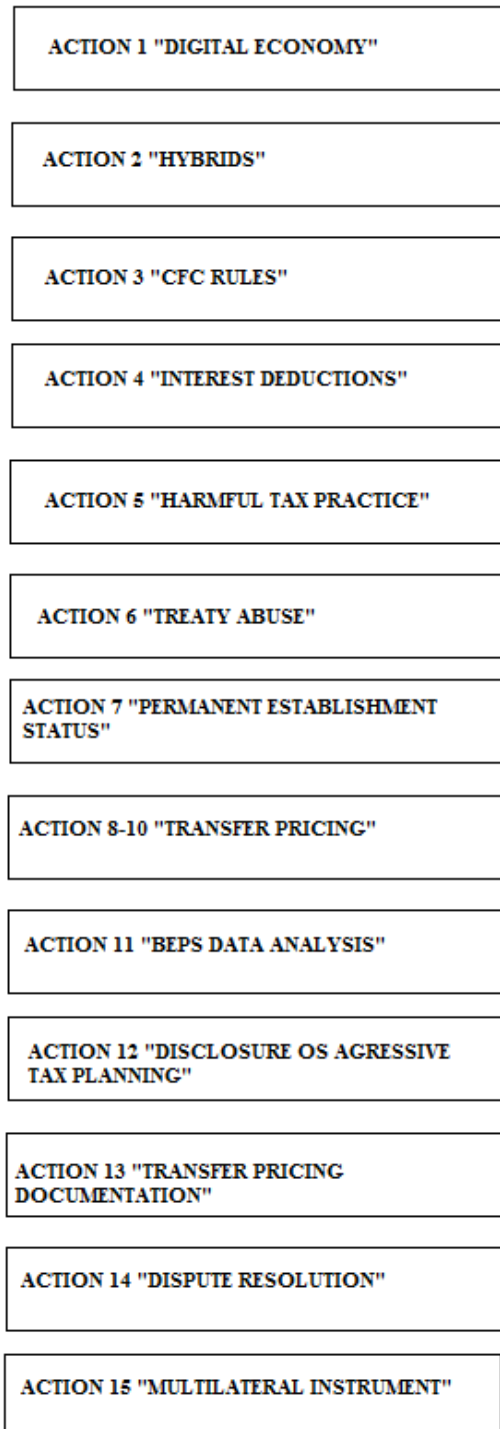 ACTION 1 "DIGITAL ECONOMY"
ACTION 2 "HYBRIDS"
ACTION 3 "CFC RULES"
ACTION 4 "INTEREST DEDUCTIONS"
ACTION 5 "HARMFUL TAX PRACTICE"
ACTION 6 "TREATY ABUSE"
ACTION 7 "PERMANENT ESTABLISHMENT
STATUS"
ACTION 8-10 "TRANSFER PRICING"
ACTION 11 "BEPS DATA ANALYSIS"
ACTION 12 "DISCLOSURE OS AGRESSIVE
TAX PLANNING"
ACTION 13 "TRANSFER PRICING
DOCUMENTATION"
ACTION 14 "DISPUTE RESOLUTION"
ACTION 15 "MULTILATERAL INSTRUMENT"